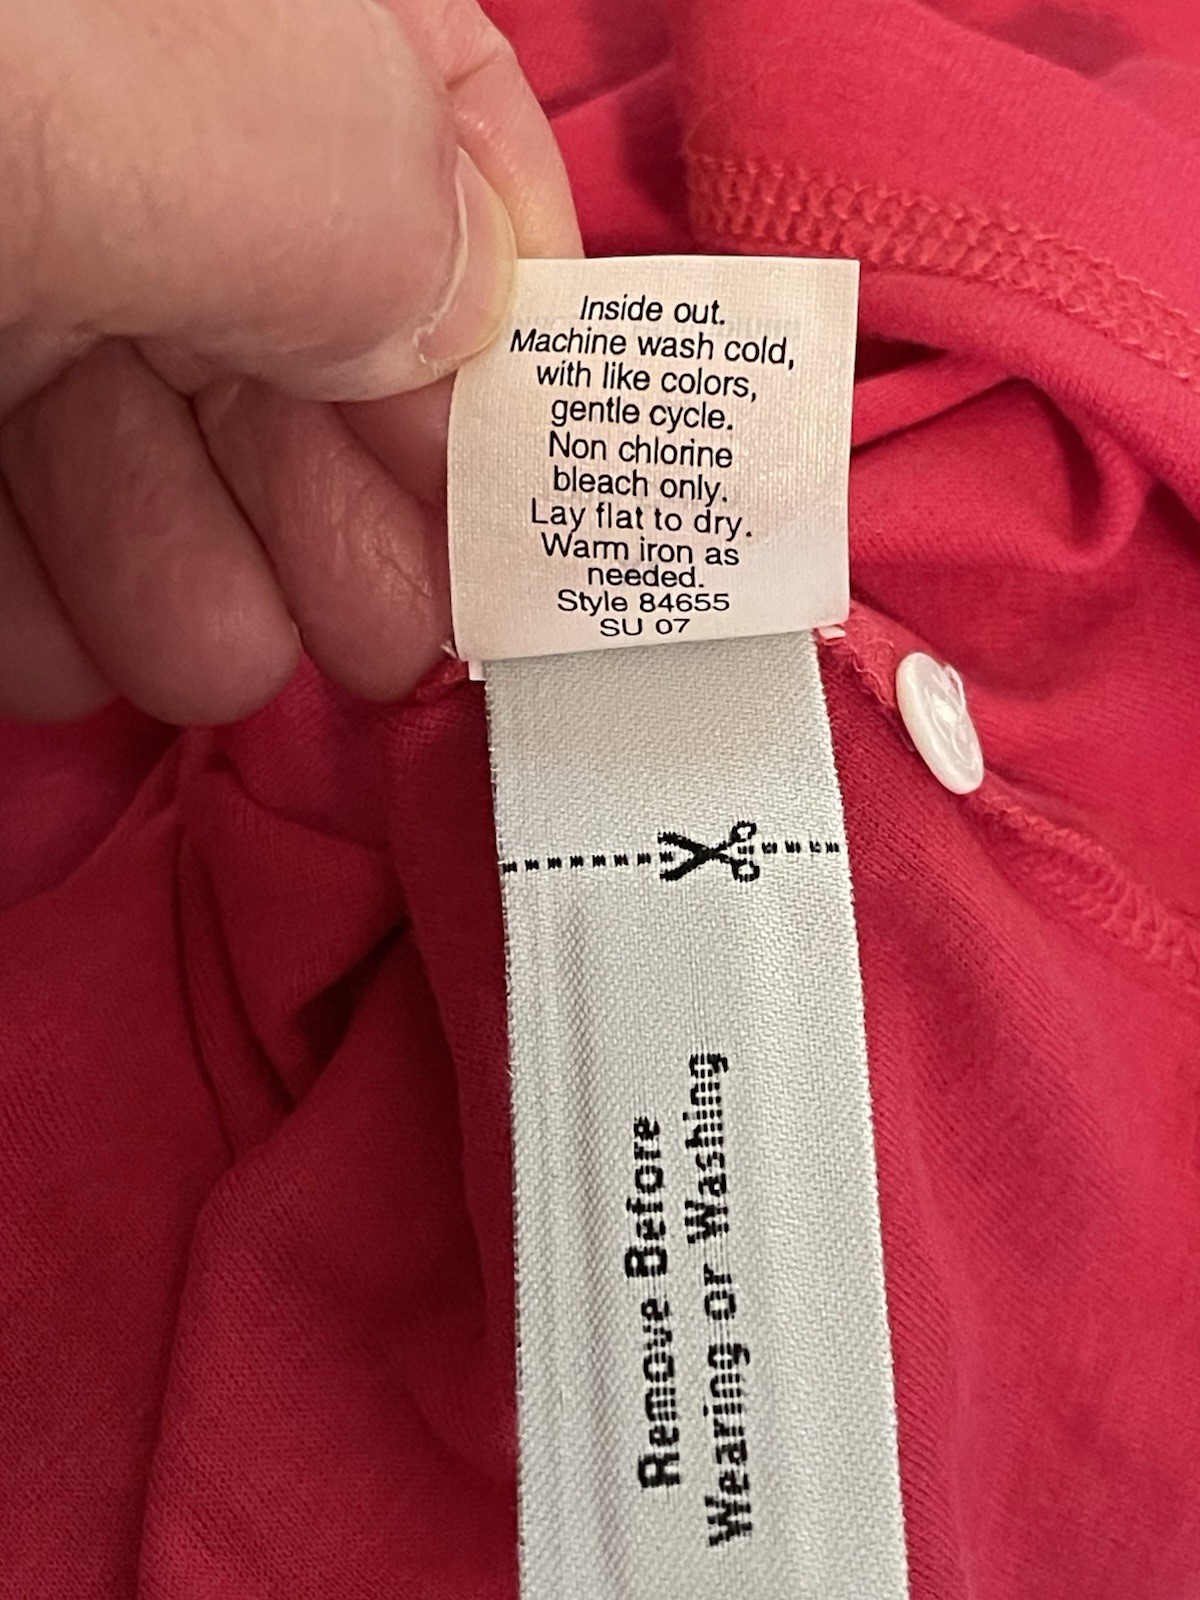 Inside out.
Machine wash cold,
with like colors,
gentle cycle.
Non chlorine
bleach only.
Lay flat to dry.
Warm iron as
needed.
Style 84655
SU 07
Remove Before
Wearing or Washing